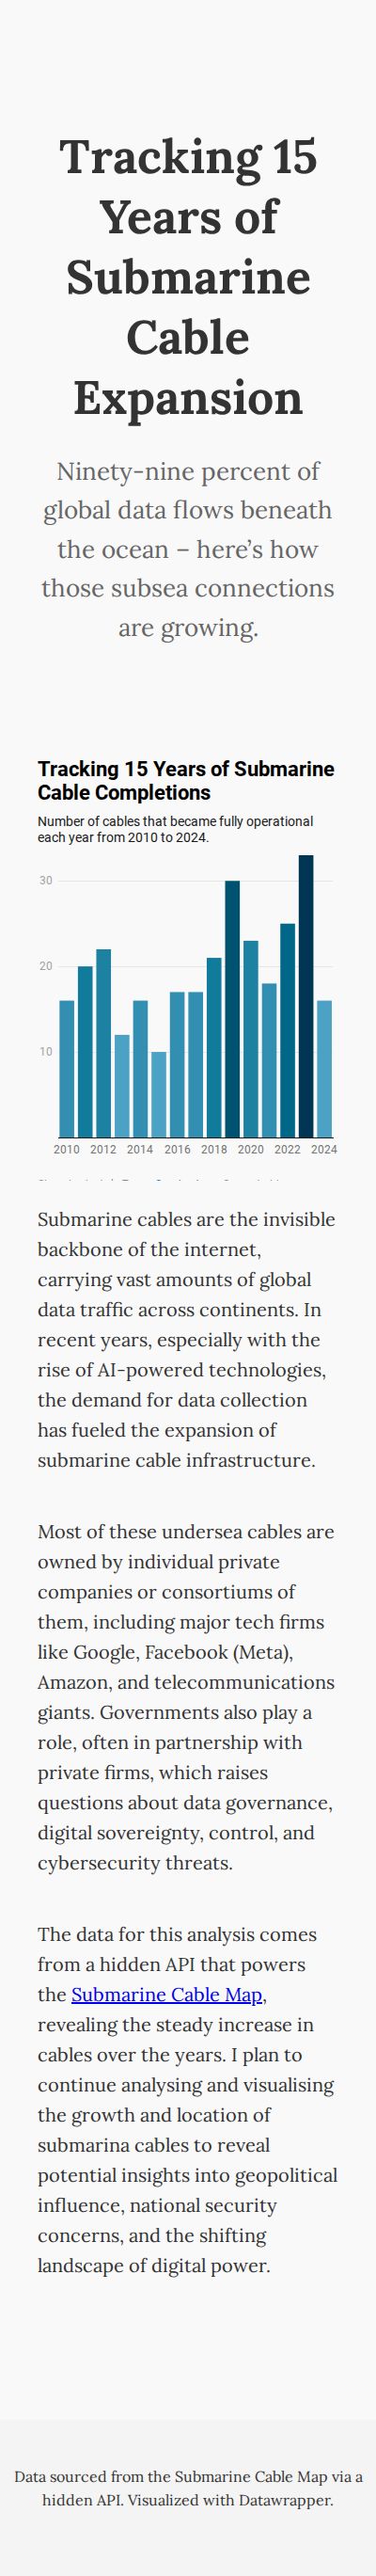 Tracking 15
Years of
Submarine
Cable
Expansion
Ninety-nine percent of
global data flows beneath
the ocean – here’s how
those subsea connections
are growing.
Tracking 15 Years of Submarine
Cable Completions
Number of cables that became fully operational
each year from 2010 to 2024.
30
20
10
2010 2012 2014 2016 2018 2020 2022 2024
Submarine cables are the invisible
backbone of the internet,
carrying vast amounts of global
data traffic across continents. In
recent years, especially with the
rise of AI-powered technologies,
the demand for data collection
has fueled the expansion of
submarine cable infrastructure.
Most of these undersea cables are
owned by individual private
companies or consortiums of
them, including major tech firms
like Google, Facebook (Meta),
Amazon, and telecommunications
giants. Governments also play a
role, often in partnership with
private firms, which raises
questions about data governance,
digital sovereignty, control, and
cybersecurity threats.
The data for this analysis comes
from a hidden API that powers
the Submarine Cable Map,
revealing the steady increase in
cables over the years. I plan to
continue analysing and visualising
the growth and location of
submarina cables to reveal
potential insights into geopolitical
influence, national security
concerns, and the shifting
landscape of digital power.
Data sourced from the Submarine Cable Map via a
hidden API. Visualized with Datawrapper.